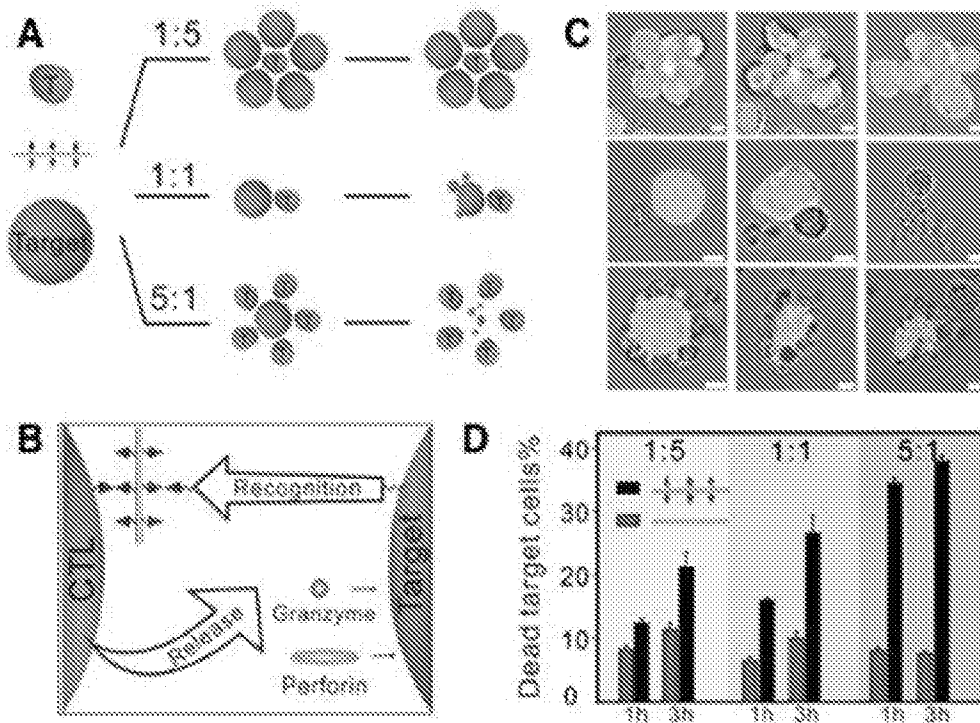 A
1:5
1:1
5:1
Target
C
B
CTL
Recognition
Target
Release
Granzyme
Perforin
D
Dead target cells%
40
30
20
10
0
1:5
1:1
5:1
1h 3h 1h 3h 1h 3h